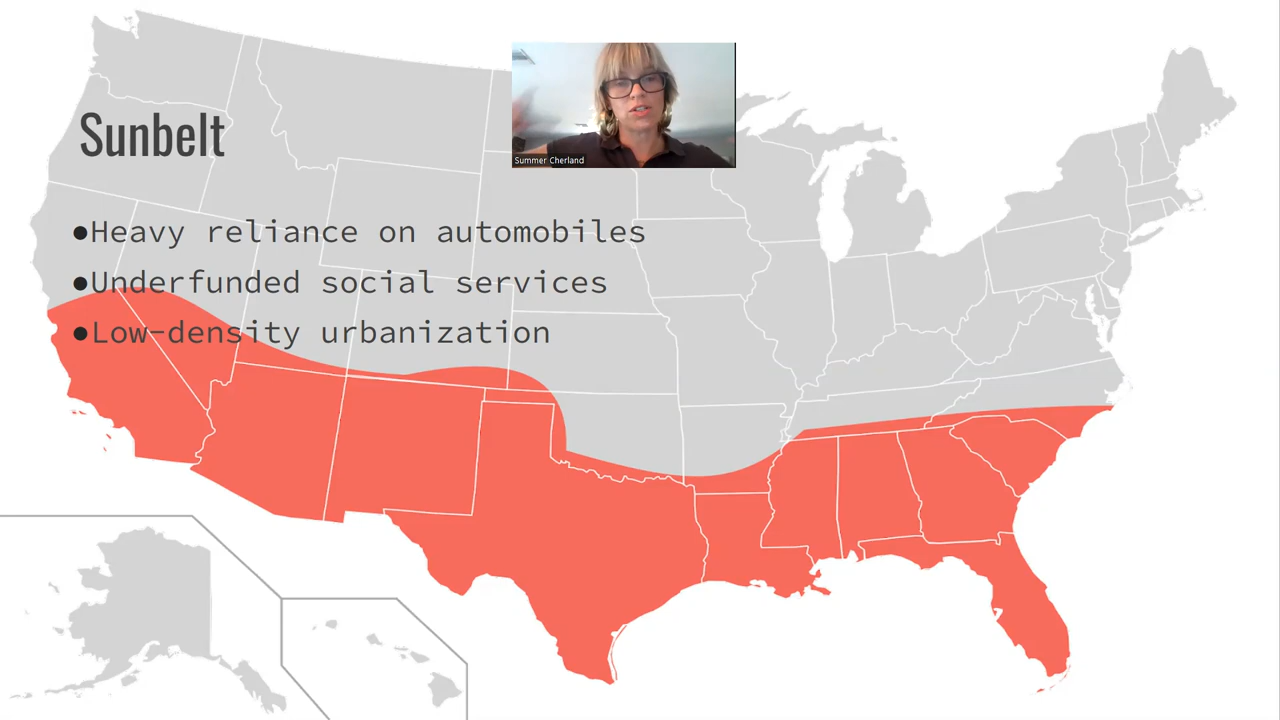 Summer Cherland
Sunbelt
●Heavy reliance on automobiles
●Underfunded social services
●Low-density urbanization